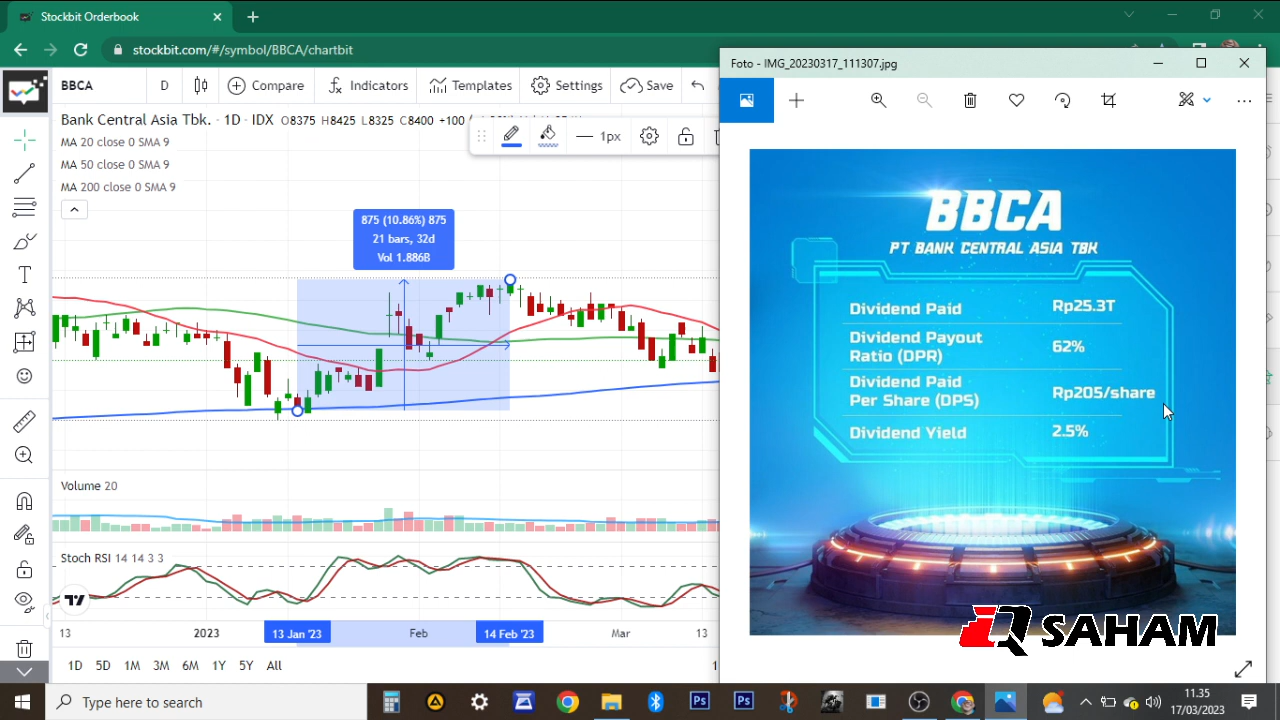 Stockbit Orderbook
stockbit.com/#/symbol/BBCA/chartbit
BBCA
D
Compare
Indicators
Templates
Settings
Save
Bank Central Asia Tbk. · 1D · IDX O8375 H8425 L8325 C8400 +100
MA 20 close 0 SMA 9
MA 50 close 0 SMA 9
MA 200 close 0 SMA 9
1px
875 (10.86%) 875
21 bars, 32d
Vol 1.886B
Volume 20
Stoch RSI 14 14 3 3
13
2023
13 Jan '23
Feb
14 Feb '23
Mar
13
1D 5D 1M 3M 6M 1Y 5Y All
Foto - IMG_20230317_111307.jpg
BBCA
PT BANK CENTRAL ASIA TBK
Dividend Paid Rp25.3T
Dividend Payout
Ratio (DPR) 62%
Dividend Paid
Per Share (DPS) Rp205/share
Dividend Yield 2.5%
IQ SAHAM
Type here to search
Ps
Ps
11.35
17/03/2023